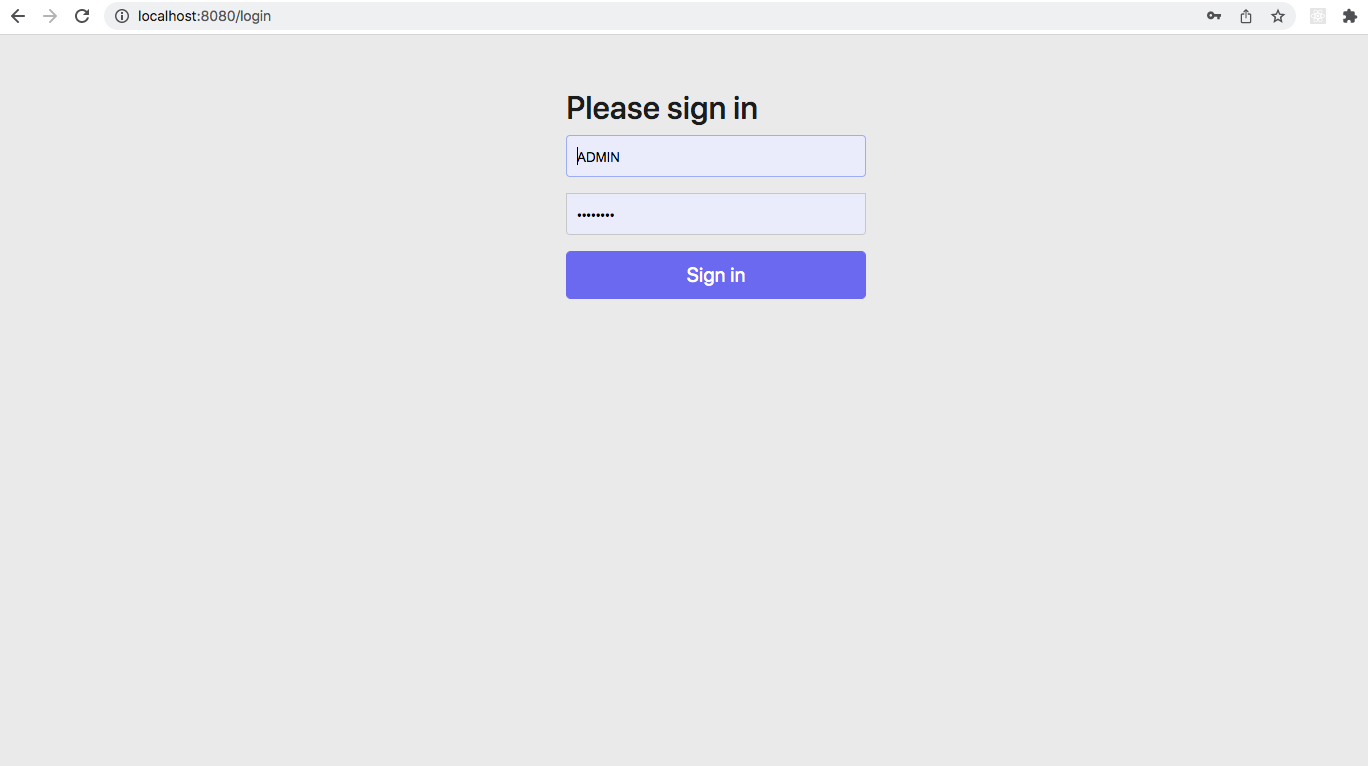 localhost:8080/login
Please sign in
ADMIN
••••••••
Sign in